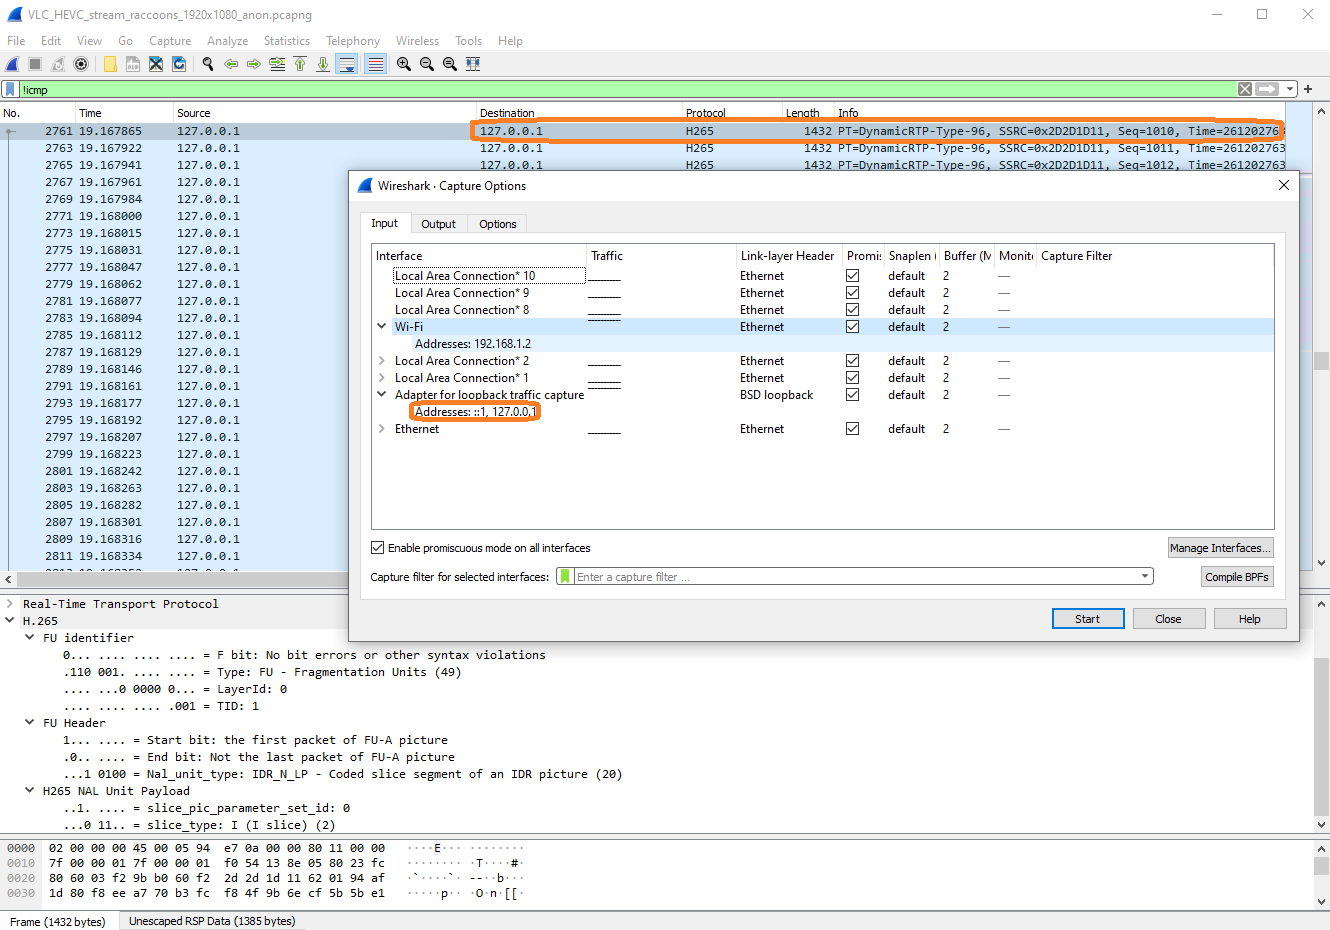 VLC_HEVC_stream_raccoons_1920x1080_anon.pcapng
File Edit View Go Capture Analyze Statistics Telephony Wireless Tools Help
!icmp
No. Time Source Destination Protocol Length Info
2761 19.167865 127.0.0.1 127.0.0.1 H265 1432 PT=DynamicRTP-Type-96, SSRC=0x2D2D1D11, Seq=1010, Time=261202763
2763 19.167922 127.0.0.1 127.0.0.1 H265 1432 PT=DynamicRTP-Type-96, SSRC=0x2D2D1D11, Seq=1011, Time=261202763
2765 19.167941 127.0.0.1 127.0.0.1 H265 1432 PT=DynamicRTP-Type-96, SSRC=0x2D2D1D11, Seq=1012, Time=261202763
2767 19.167961 127.0.0.1
2769 19.167984 127.0.0.1
2771 19.168000 127.0.0.1
2773 19.168015 127.0.0.1
2775 19.168031 127.0.0.1
2777 19.168047 127.0.0.1
2779 19.168062 127.0.0.1
2781 19.168077 127.0.0.1
2783 19.168094 127.0.0.1
2785 19.168112 127.0.0.1
2787 19.168129 127.0.0.1
2789 19.168146 127.0.0.1
2791 19.168161 127.0.0.1
2793 19.168177 127.0.0.1
2795 19.168192 127.0.0.1
2797 19.168207 127.0.0.1
2799 19.168223 127.0.0.1
2801 19.168242 127.0.0.1
2803 19.168263 127.0.0.1
2805 19.168282 127.0.0.1
2807 19.168301 127.0.0.1
2809 19.168316 127.0.0.1
2811 19.168334 127.0.0.1
Wireshark · Capture Options
Input Output Options
Interface Traffic Link-layer Header Promis Snaplen ( Buffer (M Monito Capture Filter
Local Area Connection* 10 Ethernet default 2 —
Local Area Connection* 9 Ethernet default 2 —
Local Area Connection* 8 Ethernet default 2 —
Wi-Fi Ethernet default 2 —
Addresses: 192.168.1.2
Local Area Connection* 2 Ethernet default 2 —
Local Area Connection* 1 Ethernet default 2 —
Adapter for loopback traffic capture BSD loopback default 2 —
Addresses: ::1, 127.0.0.1
Ethernet Ethernet default 2 —
Enable promiscuous mode on all interfaces
Manage Interfaces...
Capture filter for selected interfaces: Enter a capture filter ...
Compile BPFs
Start Close Help
Real-Time Transport Protocol
H.265
FU identifier
0... .... .... .... = F bit: No bit errors or other syntax violations
.110 001. .... .... = Type: FU - Fragmentation Units (49)
.... ...0 0000 0... = LayerId: 0
.... .... .... .001 = TID: 1
FU Header
1... .... = Start bit: the first packet of FU-A picture
.0.. .... = End bit: Not the last packet of FU-A picture
...1 0100 = Nal_unit_type: IDR_N_LP - Coded slice segment of an IDR picture (20)
H265 NAL Unit Payload
..1. .... = slice_pic_parameter_set_id: 0
...0 11.. = slice_type: I (I slice) (2)
0000 02 00 00 00 45 00 05 94 e7 0a 00 00 80 11 00 00 ····E··· ········
0010 7f 00 00 01 7f 00 00 01 f0 54 13 8e 05 80 23 fc ········ ·T····#·
0020 80 60 03 f2 9b b0 60 f2 2d 2d 1d 11 62 01 94 af ·`····`· --··b···
0030 1d 80 f8 ee a7 70 b3 fc f8 4f 9b 6e cf 5b 5b e1 ·····p·· ·O·n·[[·
Frame (1432 bytes) Unescaped RSP Data (1385 bytes)